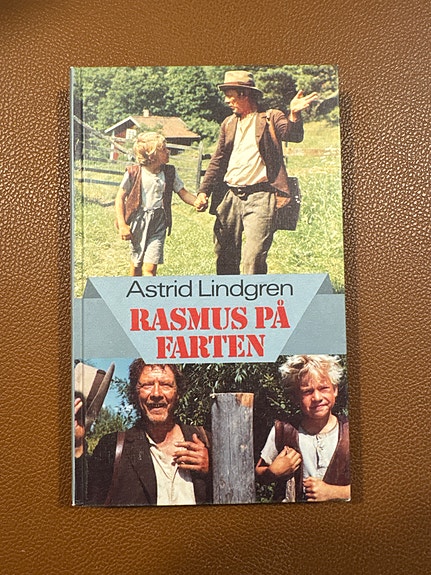 Astrid Lindgren
RASMUS PÅ
FARTEN